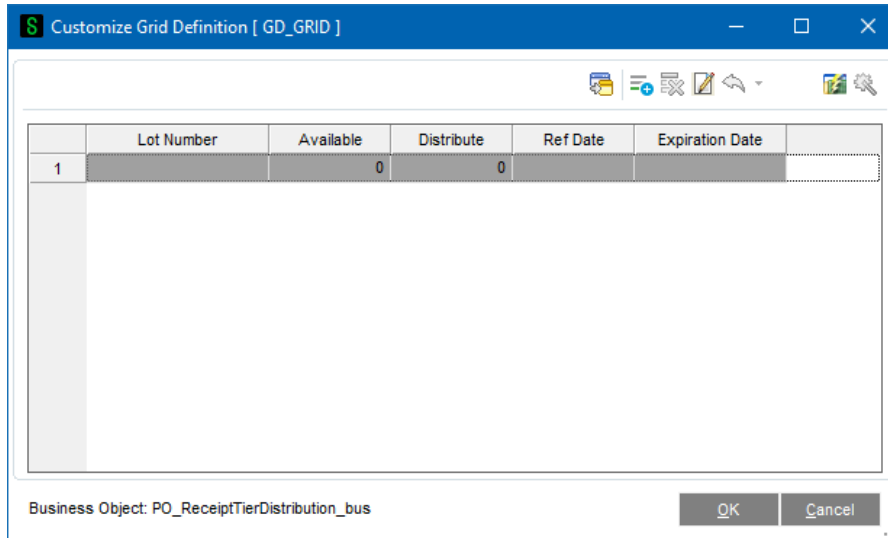 S Customize Grid Definition [ GD_GRID ]
Lot Number Available Distribute Ref Date Expiration Date
1 0 0
Business Object: PO_ReceiptTierDistribution_bus OK Cancel